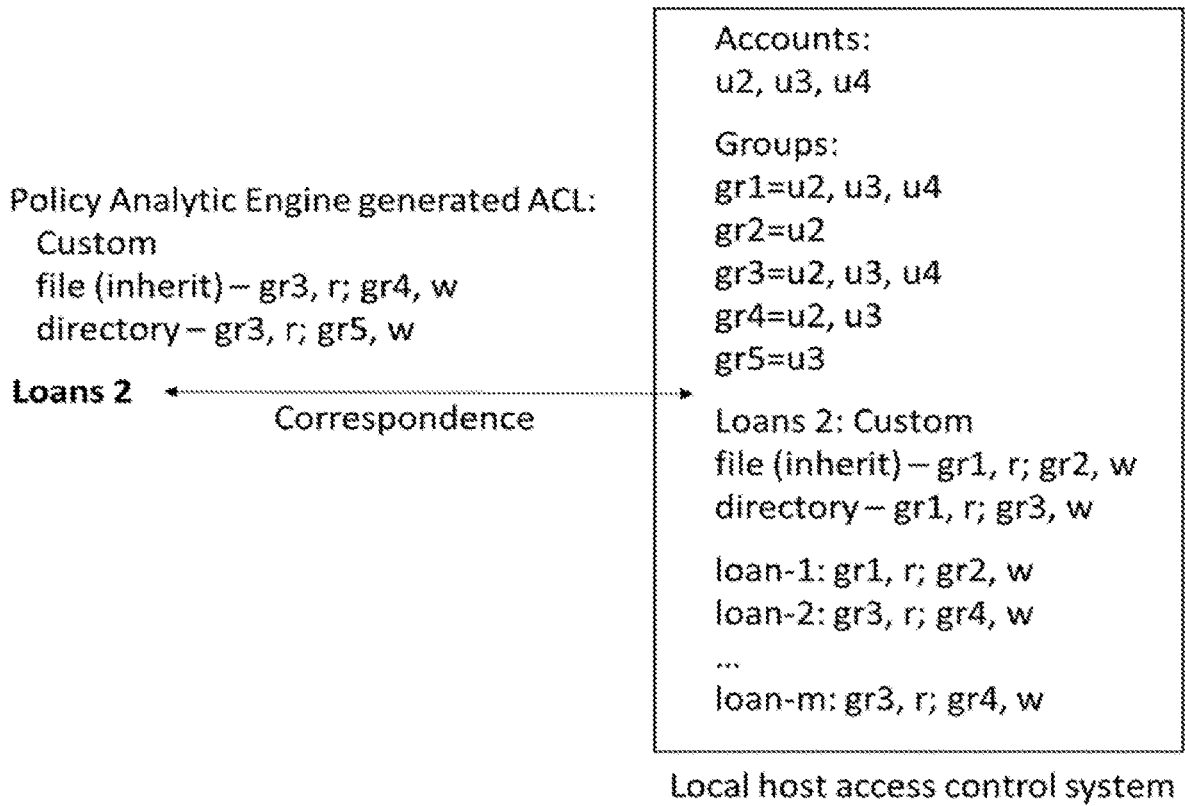 Policy Analytic Engine generated ACL:
Custom
file (inherit) – gr3, r; gr4, w
directory – gr3, r; gr5, w
Loans 2
Correspondence
Accounts:
u2, u3, u4
Groups:
gr1=u2, u3, u4
gr2=u2
gr3=u2, u3, u4
gr4=u2, u3
gr5=u3
Loans 2: Custom
file (inherit) – gr1, r; gr2, w
directory – gr1, r; gr3, w
loan-1: gr1, r; gr2, w
loan-2: gr3, r; gr4, w
...
loan-m: gr3, r; gr4, w
Local host access control system